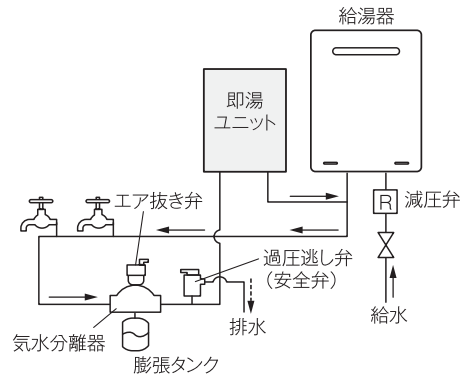 給湯器
即湯
ユニット
エア抜き弁
R
減圧弁
過圧逃し弁
(安全弁)
給水
排水
気水分離器
膨張タンク